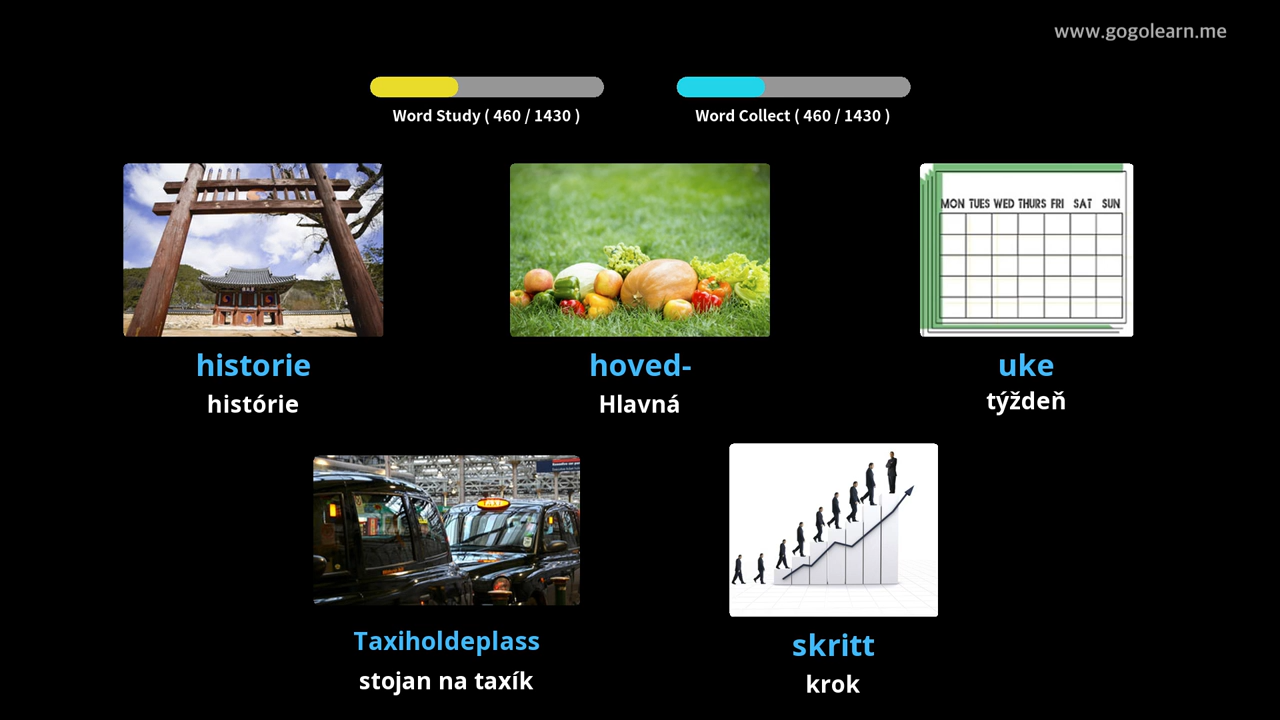 www.gogolearn.me
Word Study ( 460 / 1430 )
Word Collect ( 460 / 1430 )
MON TUES WED THURS FRI SAT SUN
historie
histórie
hoved-
Hlavná
uke
týždeň
TAXI
Taxiholdeplass
stojan na taxík
skritt
krok